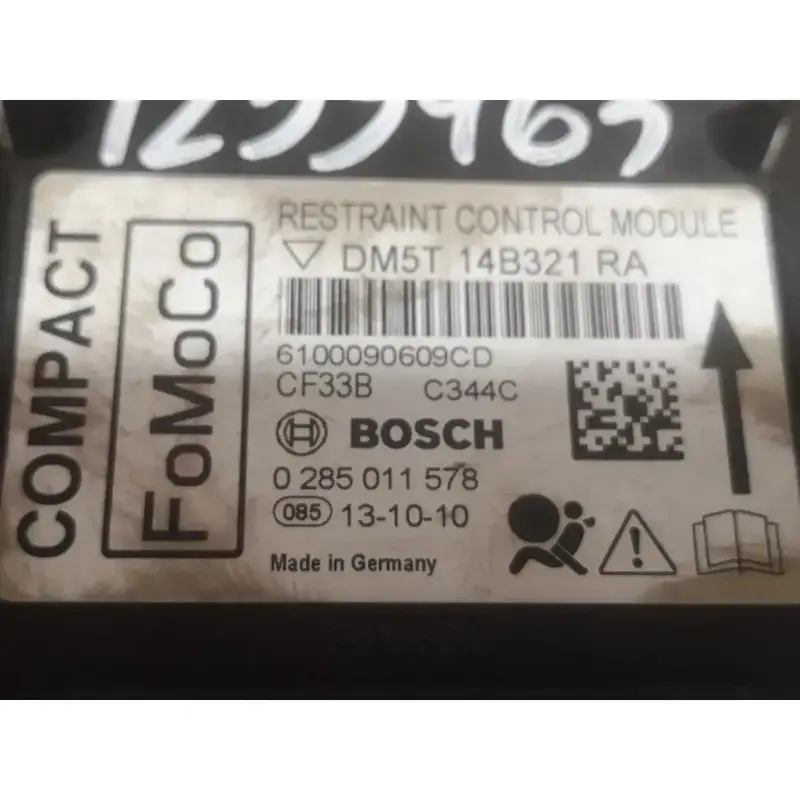 COMPACT
FoMoCo
RESTRAINT CONTROL MODULE
DM5T 14B321 RA
6100090609CD
CF33B C344C
BOSCH
0 285 011 578
085 13-10-10
Made in Germany